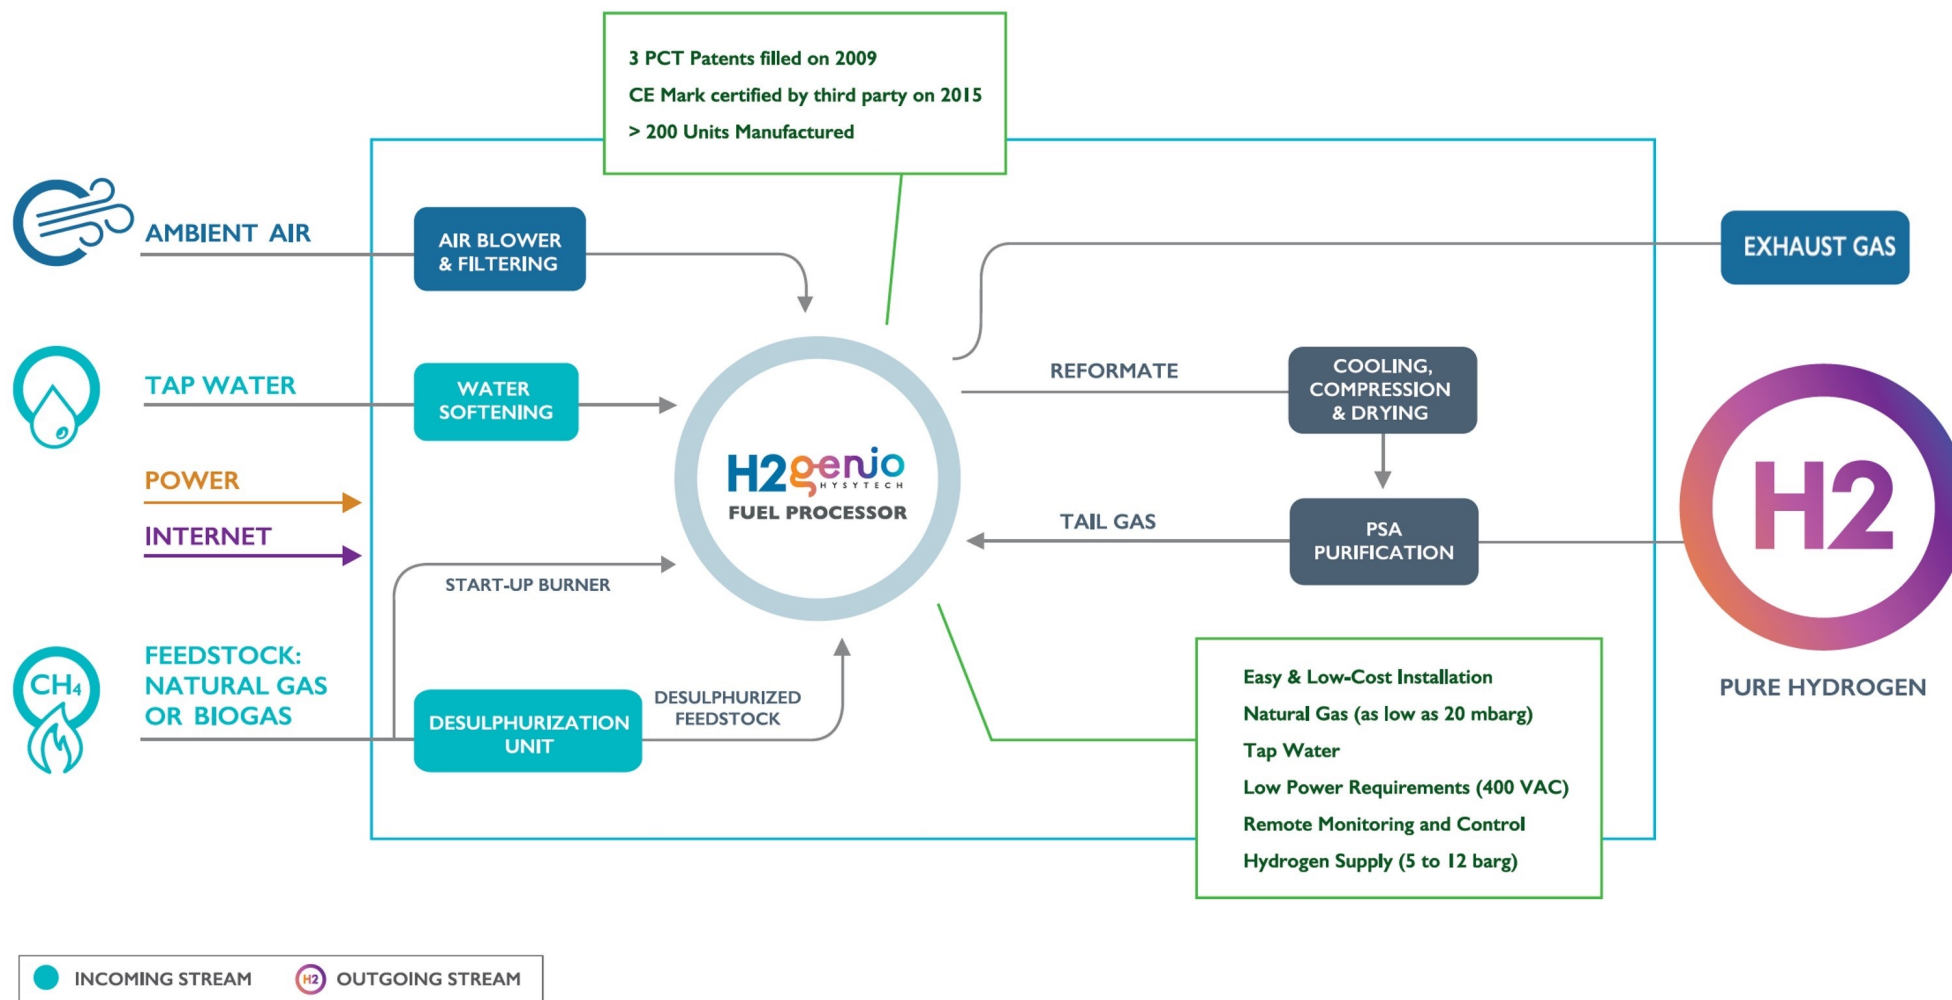 3 PCT Patents filled on 2009
CE Mark certified by third party on 2015
> 200 Units Manufactured
AMBIENT AIR
AIR BLOWER
& FILTERING
EXHAUST GAS
TAP WATER
WATER
SOFTENING
REFORMATE
COOLING,
COMPRESSION
& DRYING
POWER
INTERNET
H2genio
HYSYTECH
FUEL PROCESSOR
TAIL GAS
PSA
PURIFICATION
H2
PURE HYDROGEN
START-UP BURNER
CH4
FEEDSTOCK:
NATURAL GAS
OR BIOGAS
DESULPHURIZATION
UNIT
DESULPHURIZED
FEEDSTOCK
Easy & Low-Cost Installation
Natural Gas (as low as 20 mbarg)
Tap Water
Low Power Requirements (400 VAC)
Remote Monitoring and Control
Hydrogen Supply (5 to 12 barg)
INCOMING STREAM
H2 OUTGOING STREAM